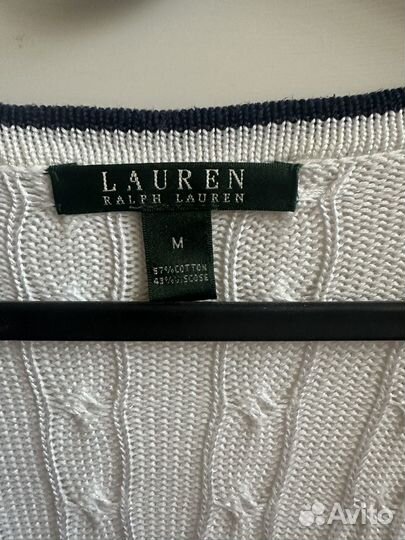 LAUREN
RALPH LAUREN
M
57%COTTON
43%VISCOSE
Avito